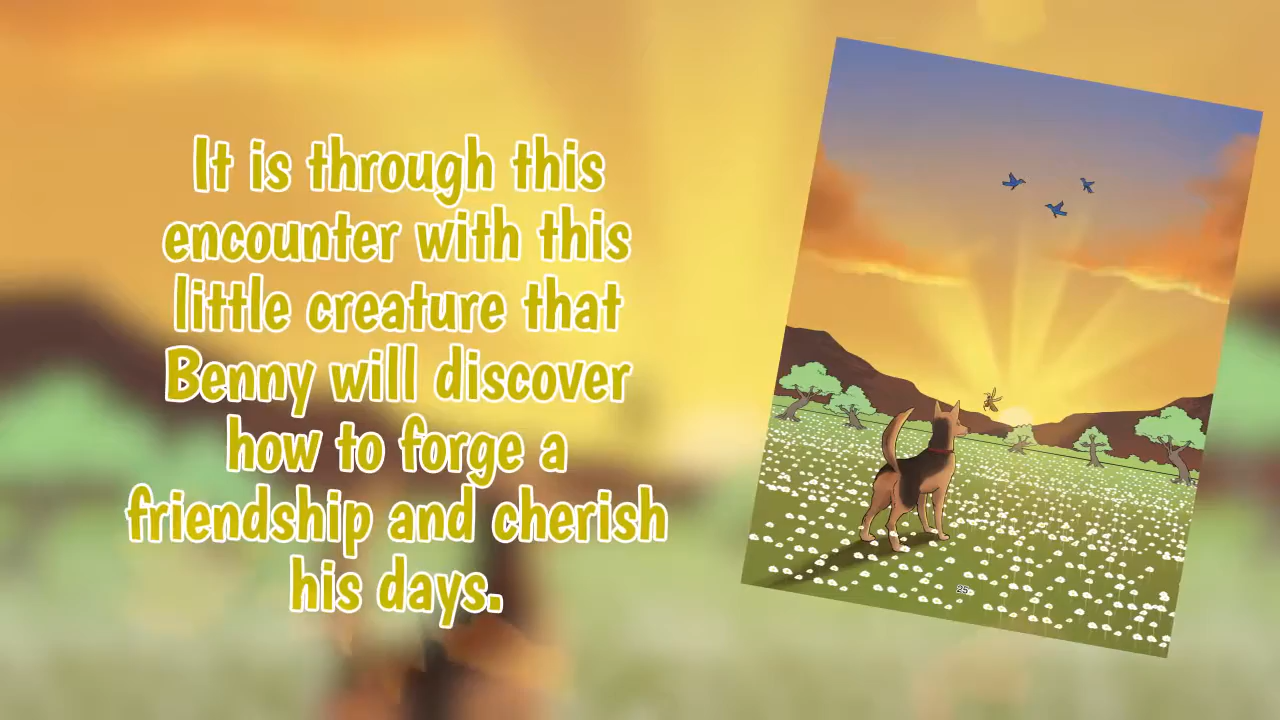 It is through this
encounter with this
little creature that
Benny will discover
how to forge a
friendship and cherish
his days.
25